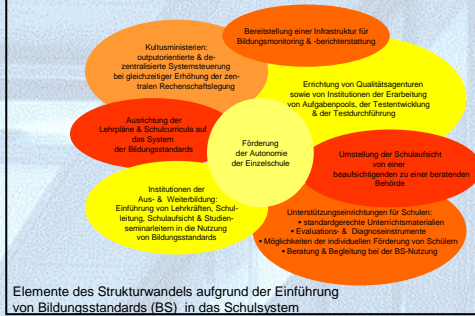 Bereitstellung einer Infrastruktur für
Bildungsmonitoring & -berichterstattung
Kultusministerien:
outputorientierte & de-
zentralisierte Systemsteuerung
bei gleichzeitiger Erhöhung der zen-
tralen Rechenschaftslegung
Errichtung von Qualitätsagenturen
sowie von Institutionen der Erarbeitung
von Aufgabenpools, der Testentwicklung
& der Testdurchführung
Ausrichtung der
Lehrpläne & Schulcurricula auf
das System
der Bildungsstandards
Förderung
der Autonomie
der Einzelschule
Umstellung der Schulaufsicht
von einer
beaufsichtigenden zu einer beratenden
Behörde
Institutionen der
Aus- & Weiterbildung:
Einführung von Lehrkräften, Schul-
leitung, Schulaufsicht & Studien-
seminarleitern in die Nutzung
von Bildungsstandards
Unterstützungseinrichtungen für Schulen:
• standardgerechte Unterrichtsmaterialien
• Evaluations- & Diagnoseinstrumente
• Möglichkeiten der individuellen Förderung von Schülern
• Beratung & Begleitung bei der BS-Nutzung
Elemente des Strukturwandels aufgrund der Einführung
von Bildungsstandards (BS) in das Schulsystem